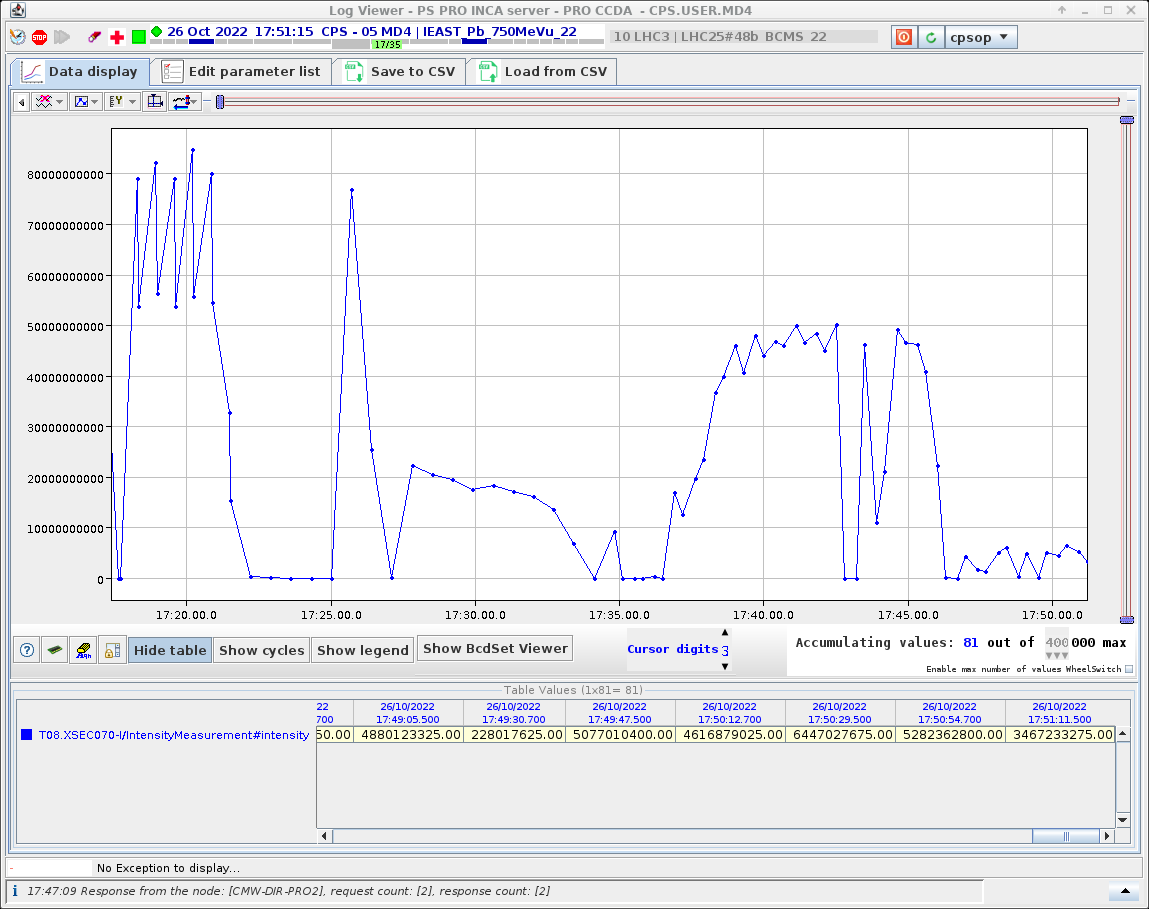 Log Viewer - PS PRO INCA server - PRO CCDA - CPS.USER.MD4
STOP
26 Oct 2022 17:51:15 CPS - 05 MD4 | IEAST_Pb_750MeVu_22
17/35
10 LHC3 | LHC25#48b_BCMS_22
cpsop
Data display
Edit parameter list
Save to CSV
Load from CSV
80000000000
70000000000
60000000000
50000000000
40000000000
30000000000
20000000000
10000000000
0
17:20:00.0
17:25:00.0
17:30:00.0
17:35:00.0
17:40:00.0
17:45:00.0
17:50:00.0
Hide table
Show cycles
Show legend
Show BcdSet Viewer
Cursor digits 3
Accumulating values: 81 out of 400000 max
Enable max number of values WheelSwitch
Table Values (1x81= 81)
22 26/10/2022 26/10/2022 26/10/2022 26/10/2022 26/10/2022 26/10/2022 26/10/2022
700 17:49:05.500 17:49:30.700 17:49:47.500 17:50:12.700 17:50:29.500 17:50:54.700 17:51:11.500
T08.XSEC070-I/IntensityMeasurement#intensity 50.00 4880123325.00 228017625.00 5077010400.00 4616879025.00 6447027675.00 5282362800.00 3467233275.00
- No Exception to display...
17:47:09 Response from the node: [CMW-DIR-PRO2], request count: [2], response count: [2]